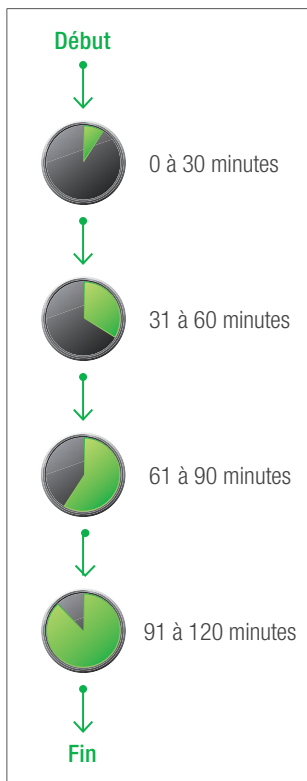 Début
0 à 30 minutes
31 à 60 minutes
61 à 90 minutes
91 à 120 minutes
Fin